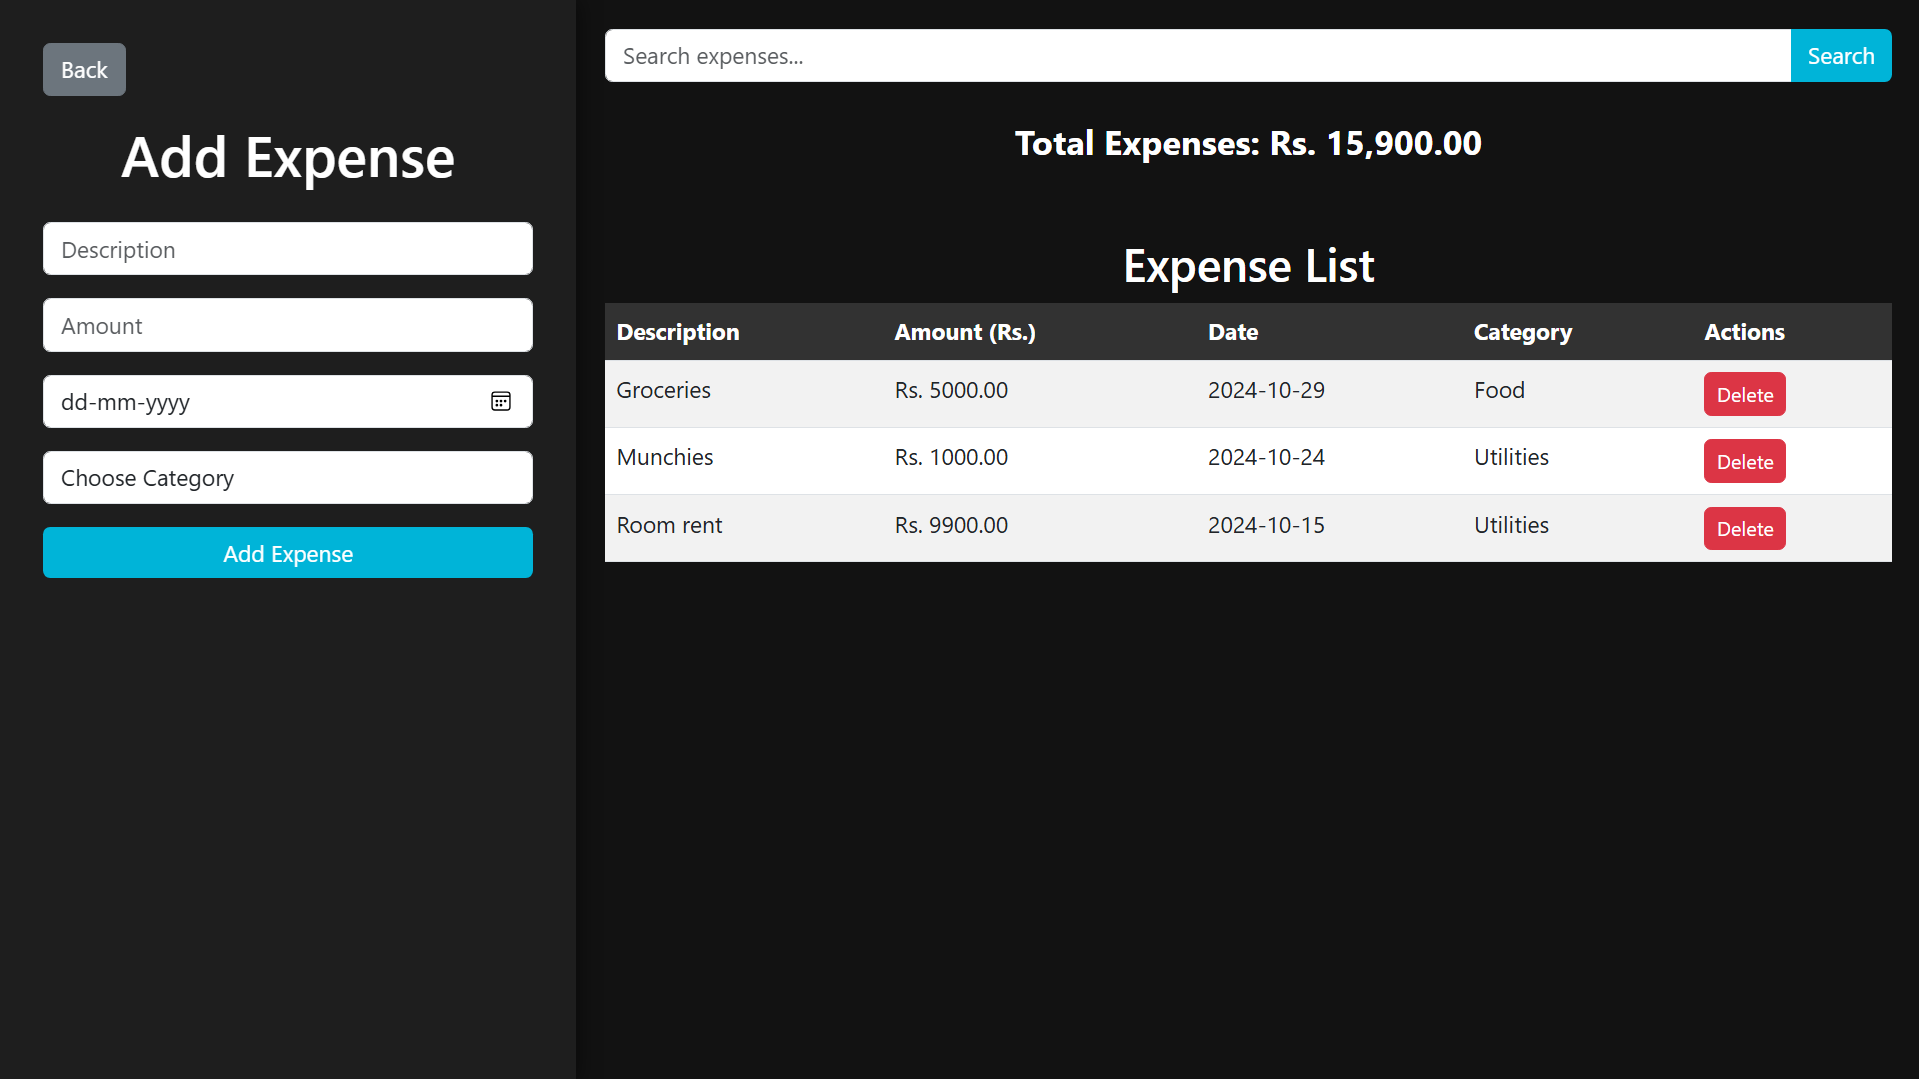 Back
Add Expense
Description
Amount
dd-mm-yyyy
Choose Category
Add Expense
Search expenses...
Search
Total Expenses: Rs. 15,900.00
Expense List
Description Amount (Rs.) Date Category Actions
Groceries Rs. 5000.00 2024-10-29 Food Delete
Munchies Rs. 1000.00 2024-10-24 Utilities Delete
Room rent Rs. 9900.00 2024-10-15 Utilities Delete